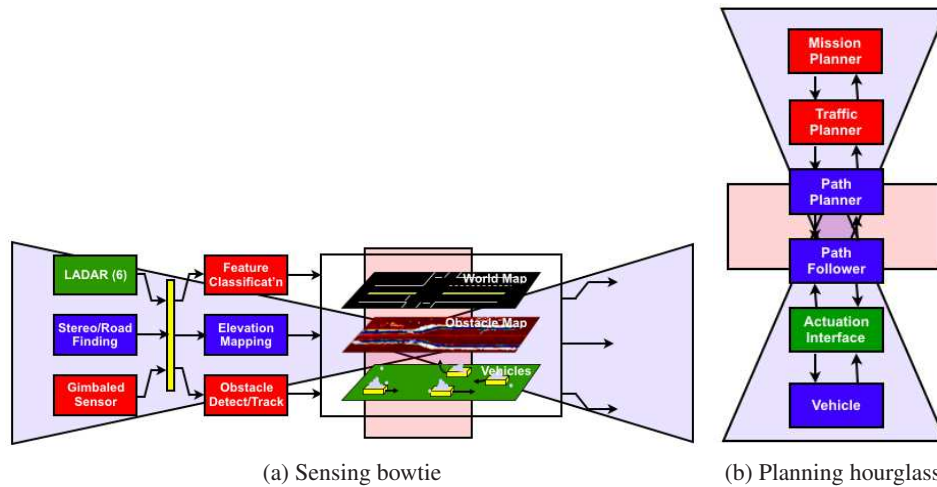 LADAR (6)
Stereo/Road
Finding
Gimbaled
Sensor
Feature
Classificat'n
Elevation
Mapping
Obstacle
Detect/Track
World Map
Obstacle Map
Vehicles
(a) Sensing bowtie
Mission
Planner
Traffic
Planner
Path
Planner
Path
Follower
Actuation
Interface
Vehicle
(b) Planning hourglass